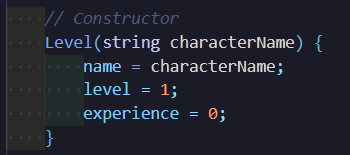 // Constructor
Level(string characterName) {
name = characterName;
level = 1;
experience = 0;
}